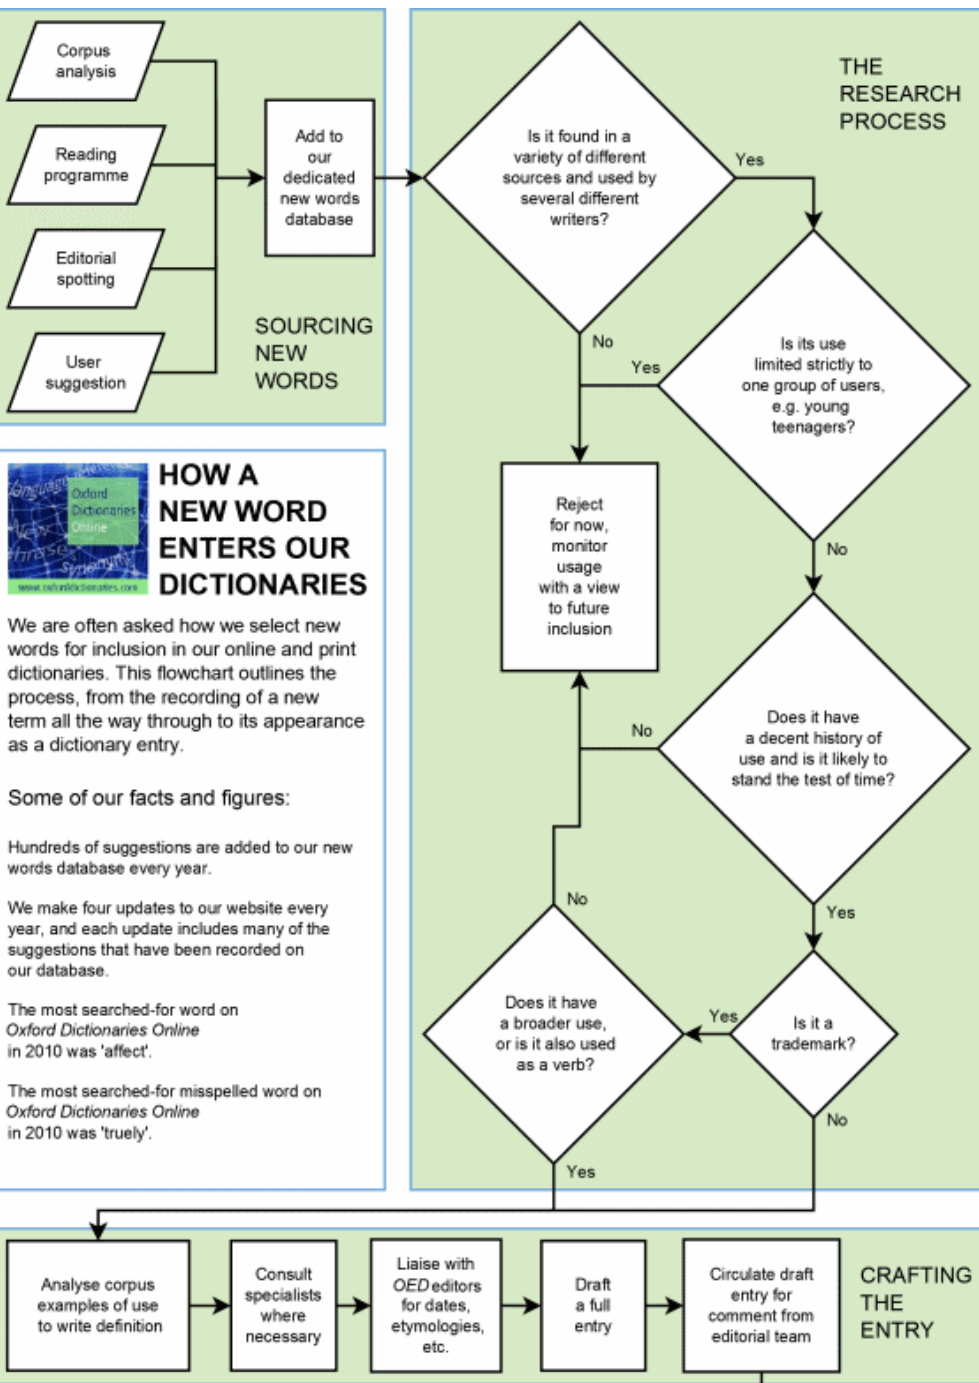 Corpus
analysis
Reading
programme
Editorial
spotting
User
suggestion
Add to
our
dedicated
new words
database
SOURCING
NEW
WORDS
THE
RESEARCH
PROCESS
Is it found in a
variety of different
sources and used by
several different
writers?
Yes
No
Is its use
limited strictly to
one group of users,
e.g. young
teenagers?
Yes
No
Reject
for now,
monitor
usage
with a view
to future
inclusion
Does it have
a decent history of
use and is it likely to
stand the test of time?
No
Yes
Is it a
trademark?
Yes
No
Does it have
a broader use,
or is it also used
as a verb?
No
Yes
language reference
Oxford
Dictionaries
Online
New
phrases
synonyms
www.oxforddictionaries.com
HOW A
NEW WORD
ENTERS OUR
DICTIONARIES
We are often asked how we select new
words for inclusion in our online and print
dictionaries. This flowchart outlines the
process, from the recording of a new
term all the way through to its appearance
as a dictionary entry.
Some of our facts and figures:
Hundreds of suggestions are added to our new
words database every year.
We make four updates to our website every
year, and each update includes many of the
suggestions that have been recorded on
our database.
The most searched-for word on
Oxford Dictionaries Online
in 2010 was 'affect'.
The most searched-for misspelled word on
Oxford Dictionaries Online
in 2010 was 'truely'.
Analyse corpus
examples of use
to write definition
Consult
specialists
where
necessary
Liaise with
OED editors
for dates,
etymologies,
etc.
Draft
a full
entry
Circulate draft
entry for
comment from
editorial team
CRAFTING
THE
ENTRY